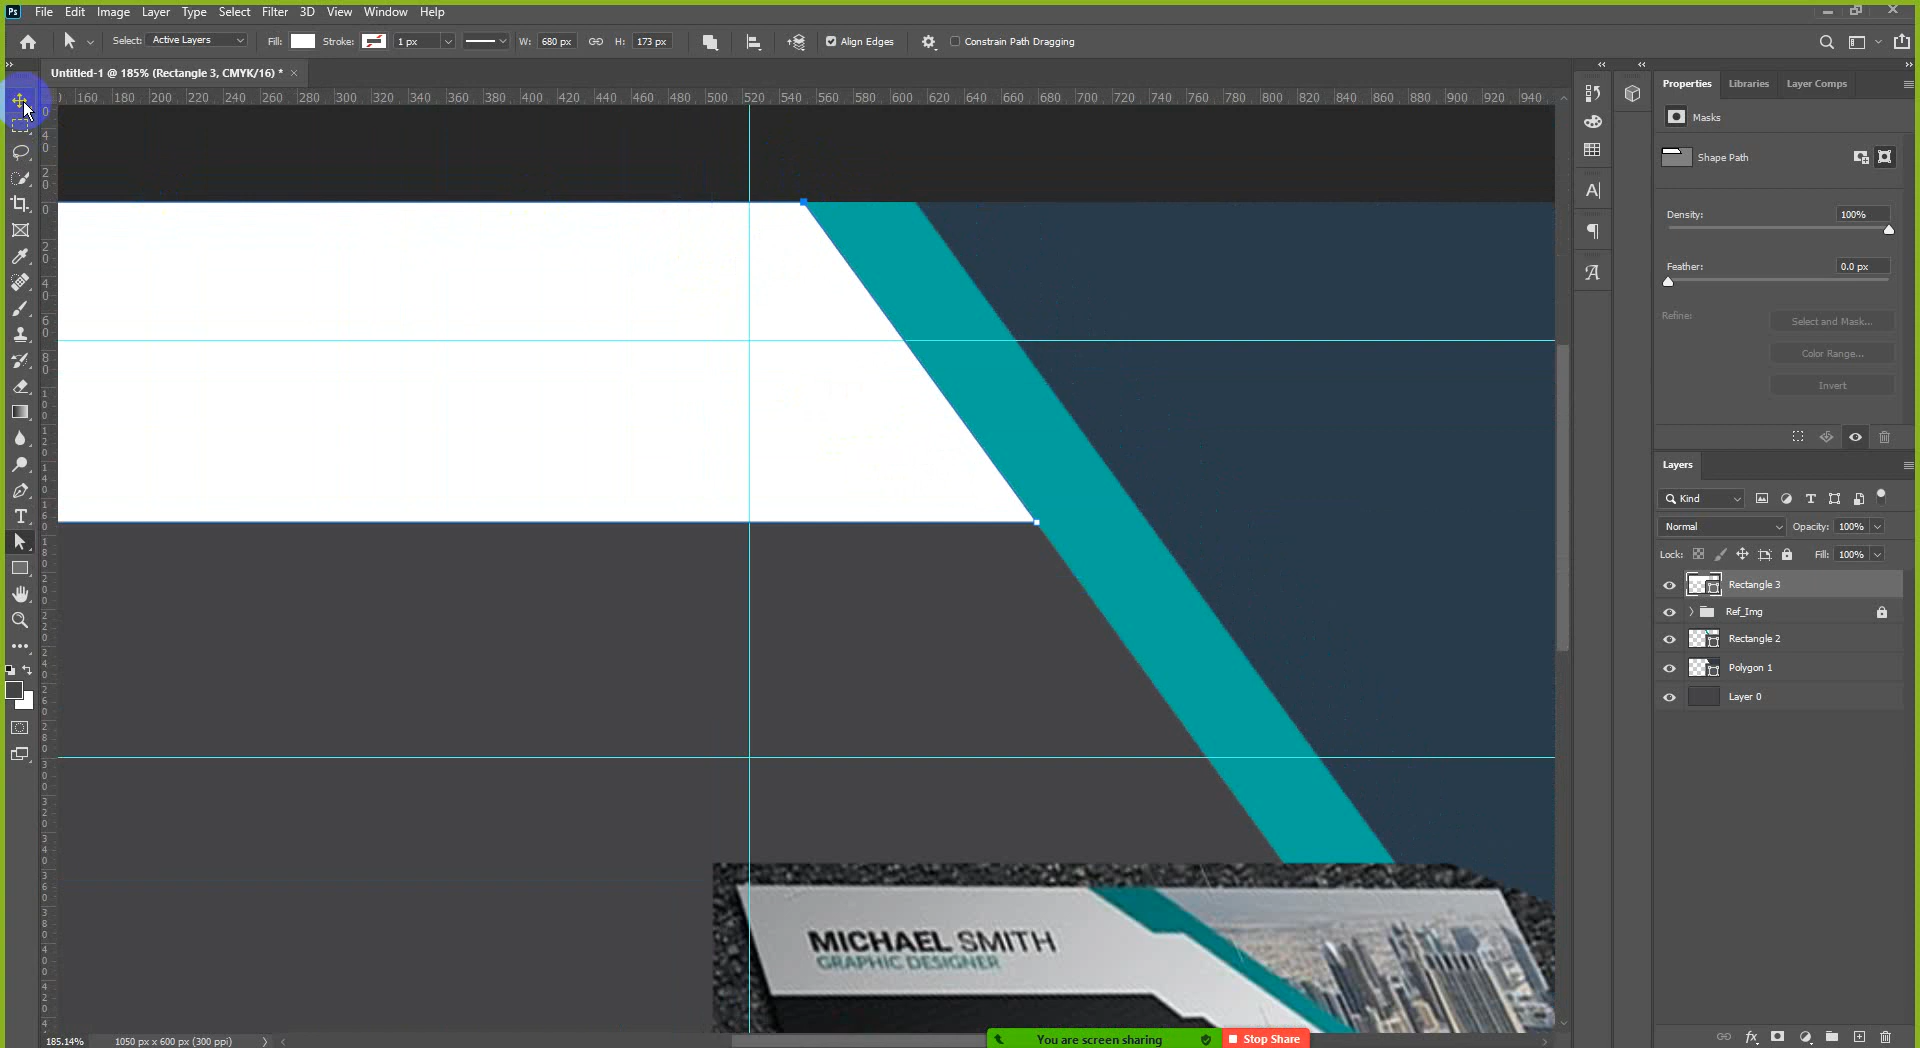 Ps File Edit Image Layer Type Select Filter 3D View Window Help
Select: Active Layers Fill: Stroke: 1 px W: 680 px H: 173 px Align Edges Constrain Path Dragging
Untitled-1 @ 185% (Rectangle 3, CMYK/16) * ×
160 180 200 220 240 260 280 300 320 340 360 380 400 420 440 460 480 500 520 540 560 580 600 620 640 660 680 700 720 740 760 780 800 820 840 860 880 900 920 940
Properties Libraries Layer Comps
Masks
Shape Path
Density: 100%
Feather: 0.0 px
Refine: Select and Mask...
Color Range...
Invert
Layers
Kind
Normal Opacity: 100%
Lock: Fill: 100%
Rectangle 3
Ref_Img
Rectangle 2
Polygon 1
Layer 0
MICHAEL SMITH
GRAPHIC DESIGNER
185.14% 1050 px x 600 px (300 ppi)
You are screen sharing Stop Share